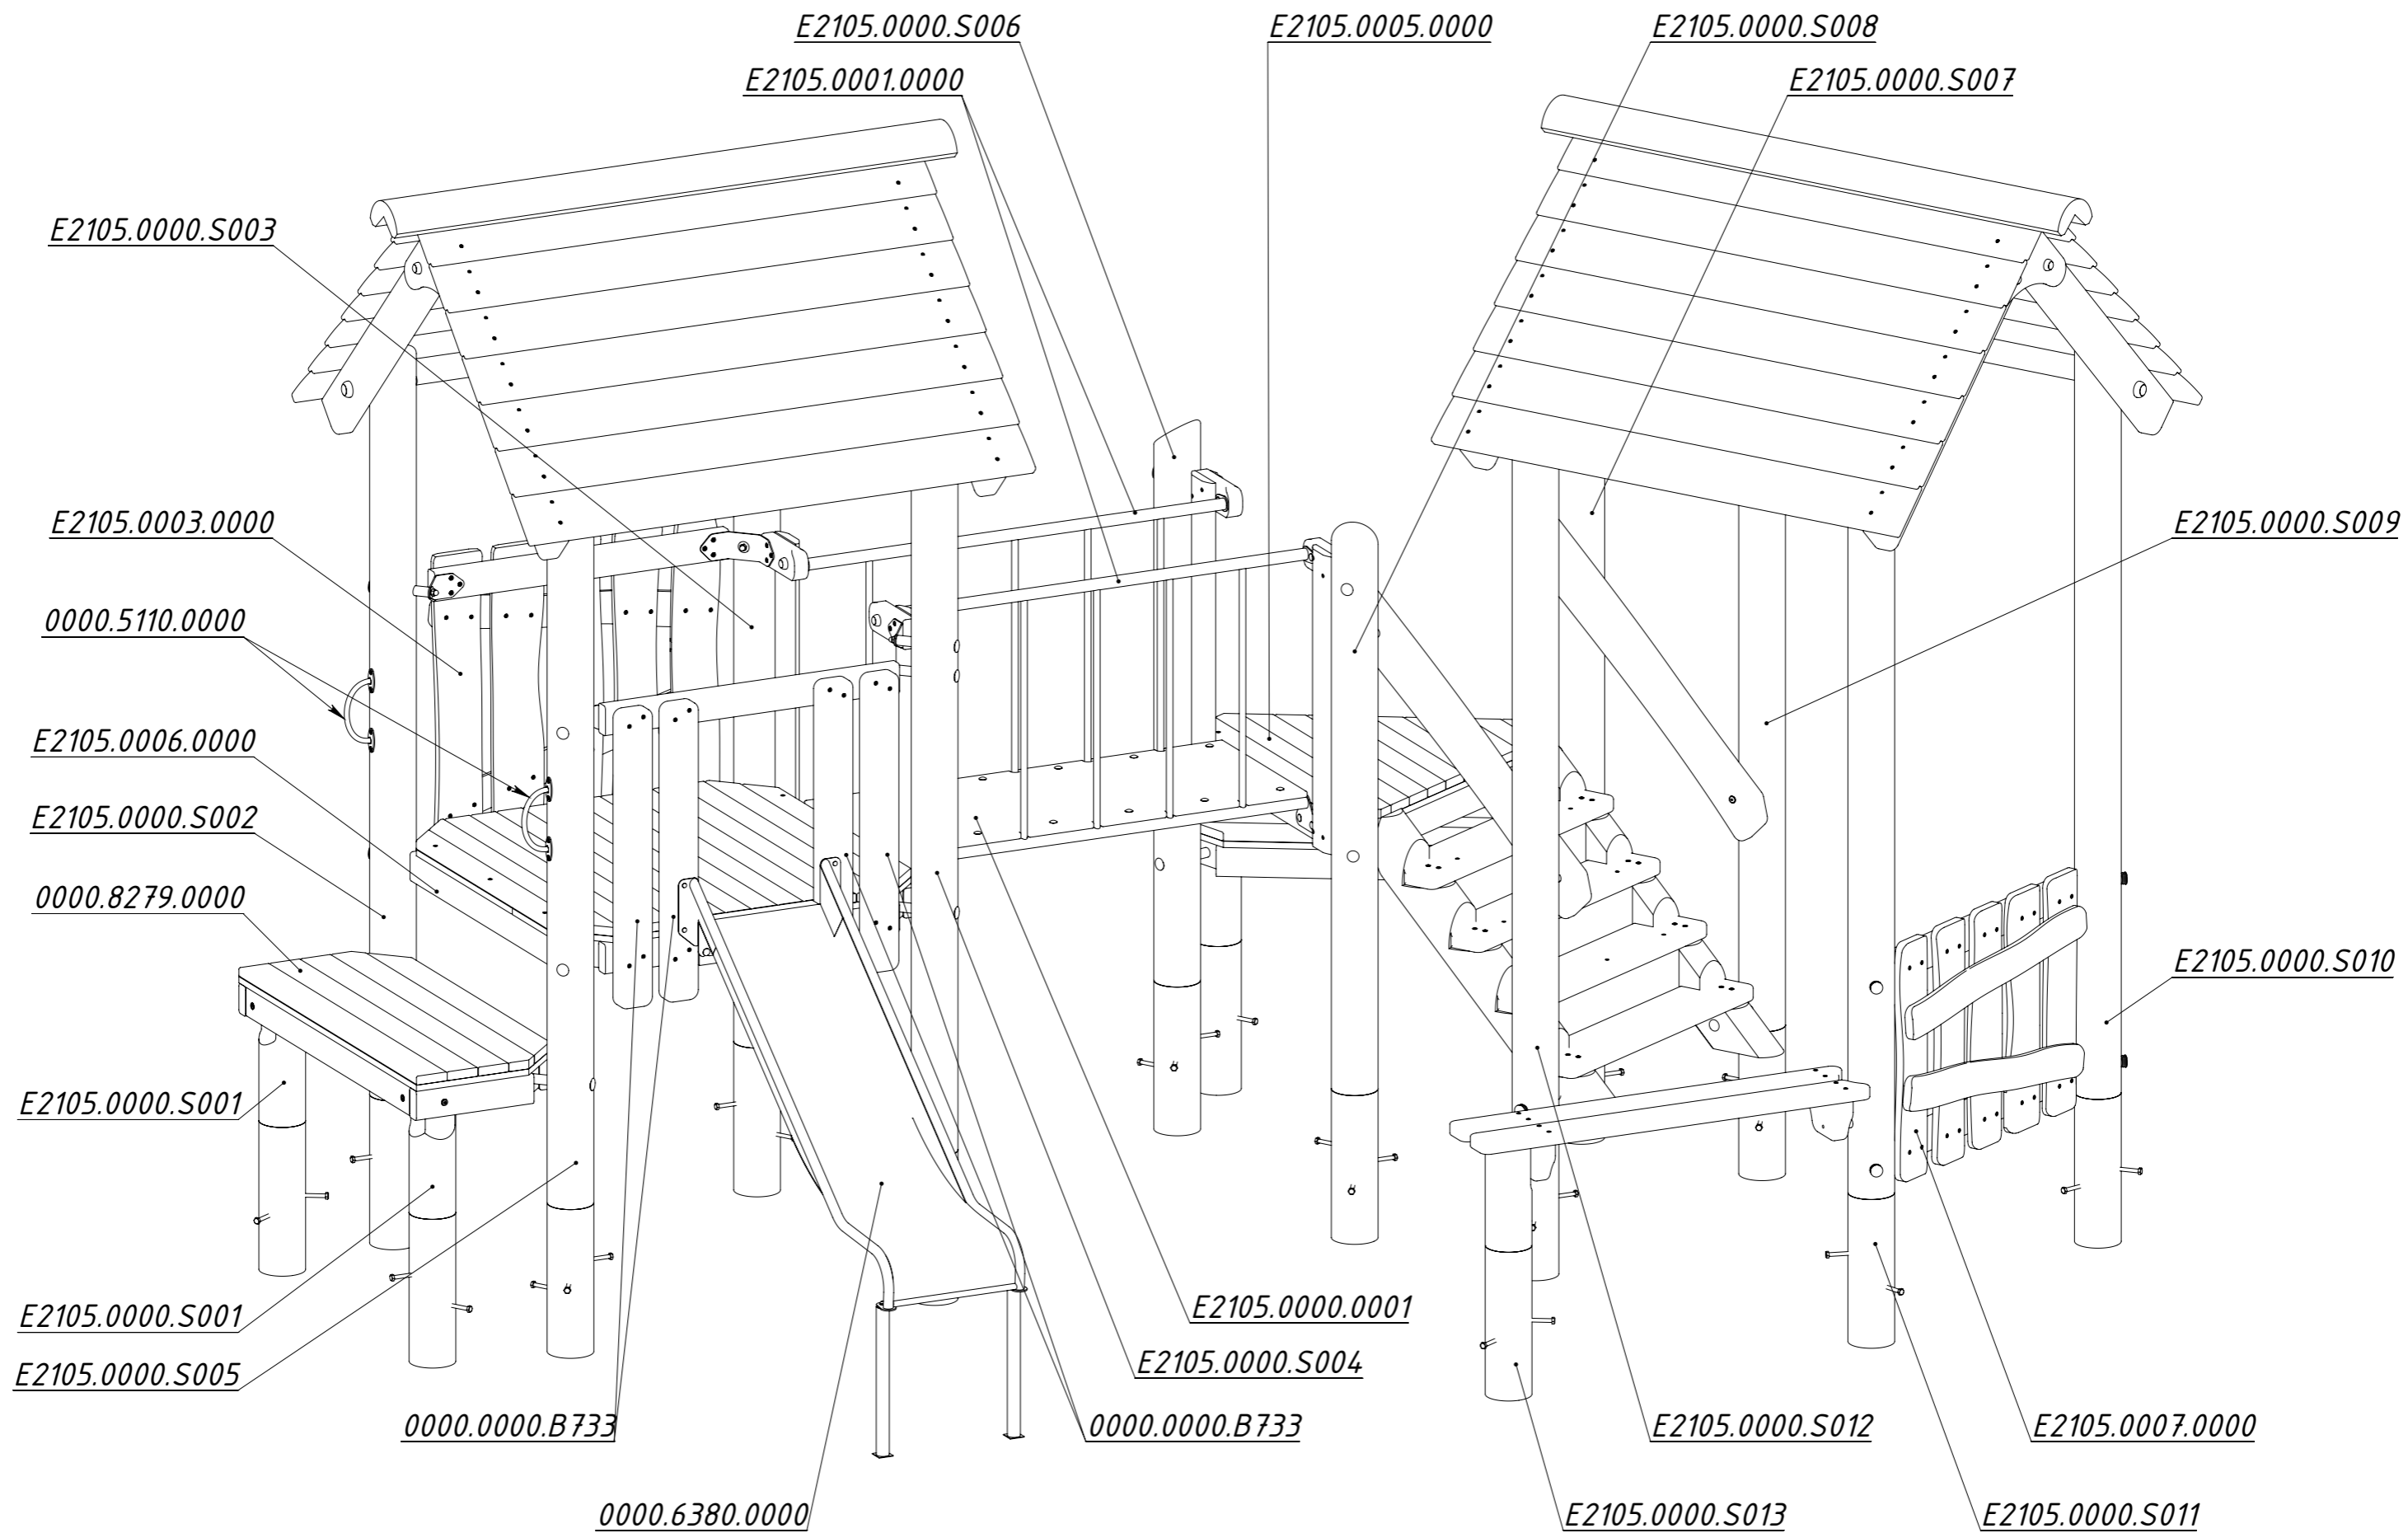 E2105.0000.S006
E2105.0005.0000
E2105.0000.S008
E2105.0001.0000
E2105.0000.S007
E2105.0000.S003
E2105.0003.0000
E2105.0000.S009
0000.5110.0000
E2105.0006.0000
E2105.0000.S002
0000.8279.0000
E2105.0000.S010
E2105.0000.S001
E2105.0000.S001
E2105.0000.0001
E2105.0000.S004
E2105.0000.S005
0000.0000.B733
0000.0000.B733
E2105.0000.S012
E2105.0007.0000
0000.6380.0000
E2105.0000.S013
E2105.0000.S011